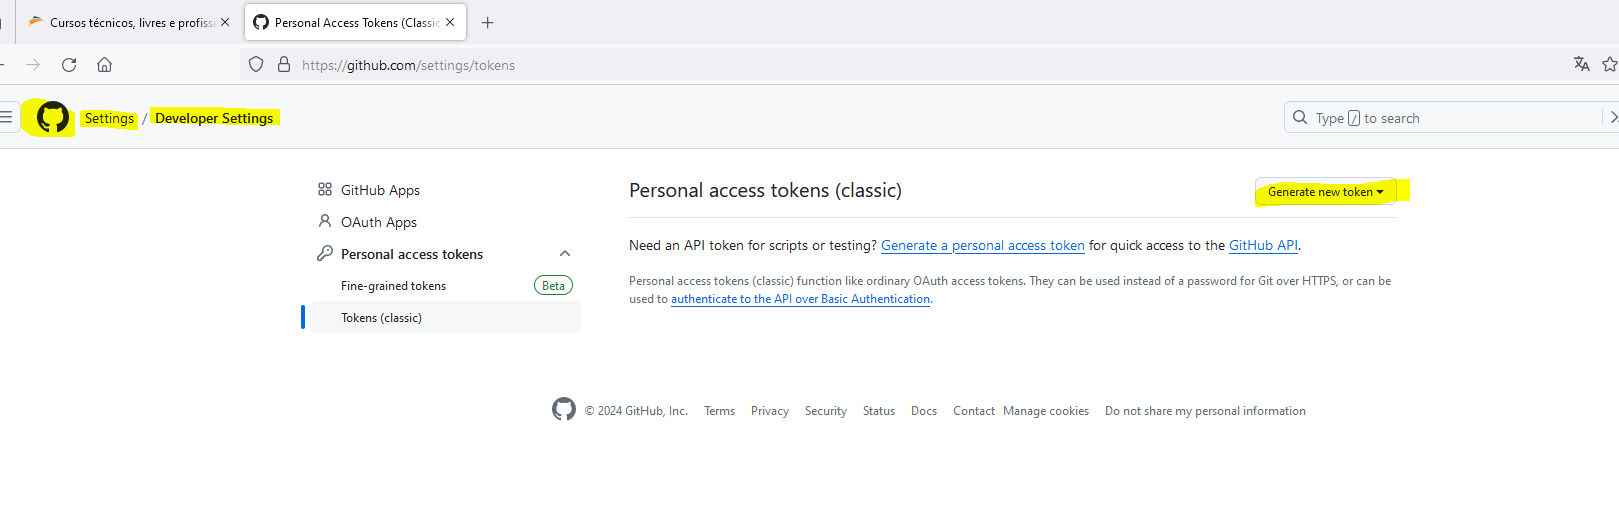 Cursos técnicos, livres e profissi
Personal Access Tokens (Classic
https://github.com/settings/tokens
Settings / Developer Settings
Type / to search
GitHub Apps
OAuth Apps
Personal access tokens
Fine-grained tokens Beta
Tokens (classic)
Personal access tokens (classic)
Generate new token
Need an API token for scripts or testing? Generate a personal access token for quick access to the GitHub API.
Personal access tokens (classic) function like ordinary OAuth access tokens. They can be used instead of a password for Git over HTTPS, or can be
used to authenticate to the API over Basic Authentication.
© 2024 GitHub, Inc. Terms Privacy Security Status Docs Contact Manage cookies Do not share my personal information